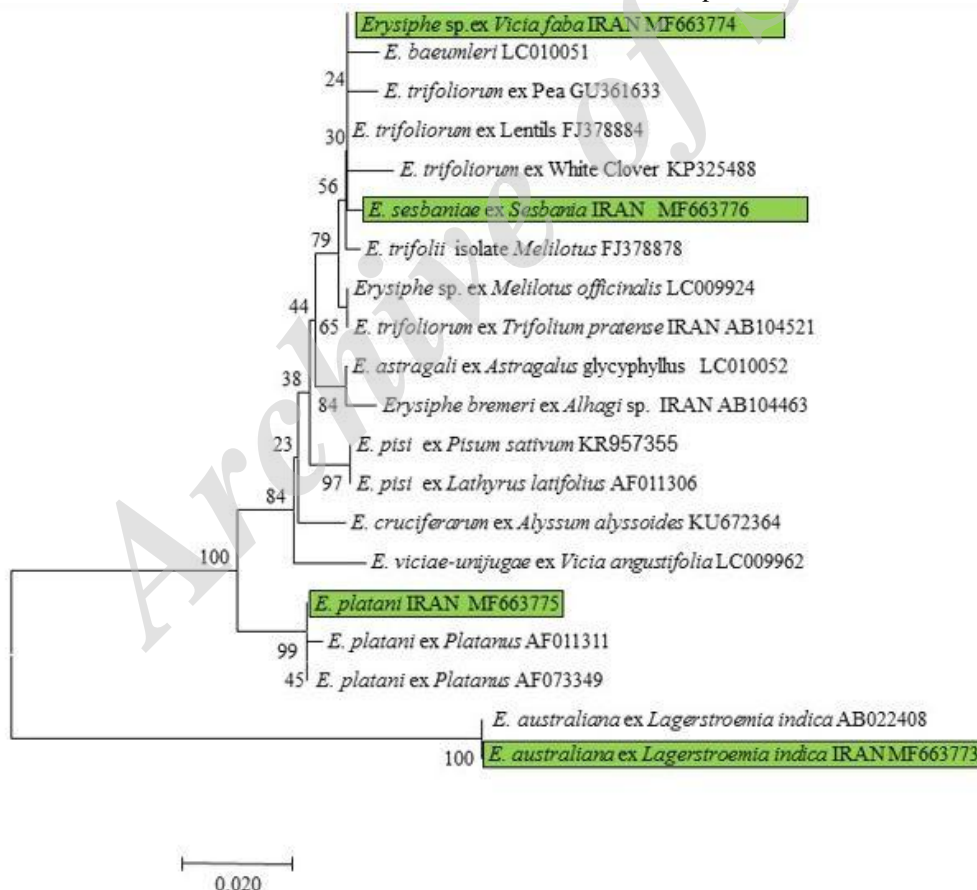 Erysiphe sp.ex Vicia faba IRAN MF663774
E. baeumleri LC010051
24
E. trifoliorum ex Pea GU361633
30
E. trifoliorum ex Lentils FJ378884
E. trifoliorum ex White Clover KP325488
56
E. sesbaniae ex Sesbania IRAN MF663776
79
E. trifolii isolate Melilotus FJ378878
Erysiphe sp. ex Melilotus officinalis LC009924
44
65
E. trifoliorum ex Trifolium pratense IRAN AB104521
E. astragali ex Astragalus glycyphyllus LC010052
38
84
Erysiphe bremeri ex Alhagi sp. IRAN AB104463
23
E. pisi ex Pisum sativum KR957355
97
E. pisi ex Lathyrus latifolius AF011306
84
E. cruciferarum ex Alyssum alyssoides KU672364
100
E. viciae-unijugae ex Vicia angustifolia LC009962
E. platani IRAN MF663775
E. platani ex Platanus AF011311
99
45
E. platani ex Platanus AF073349
E. australiana ex Lagerstroemia indica AB022408
100
E. australiana ex Lagerstroemia indica IRAN MF663773
0.020
Archive of